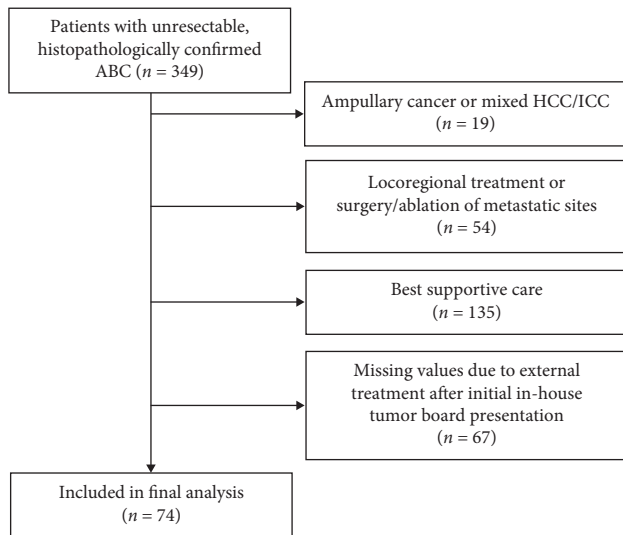 Patients with unresectable,
histopathologically confirmed
ABC (n = 349)
Ampullary cancer or mixed HCC/ICC
(n = 19)
Locoregional treatment or
surgery/ablation of metastatic sites
(n = 54)
Best supportive care
(n = 135)
Missing values due to external
treatment after initial in-house
tumor board presentation
(n = 67)
Included in final analysis
(n = 74)